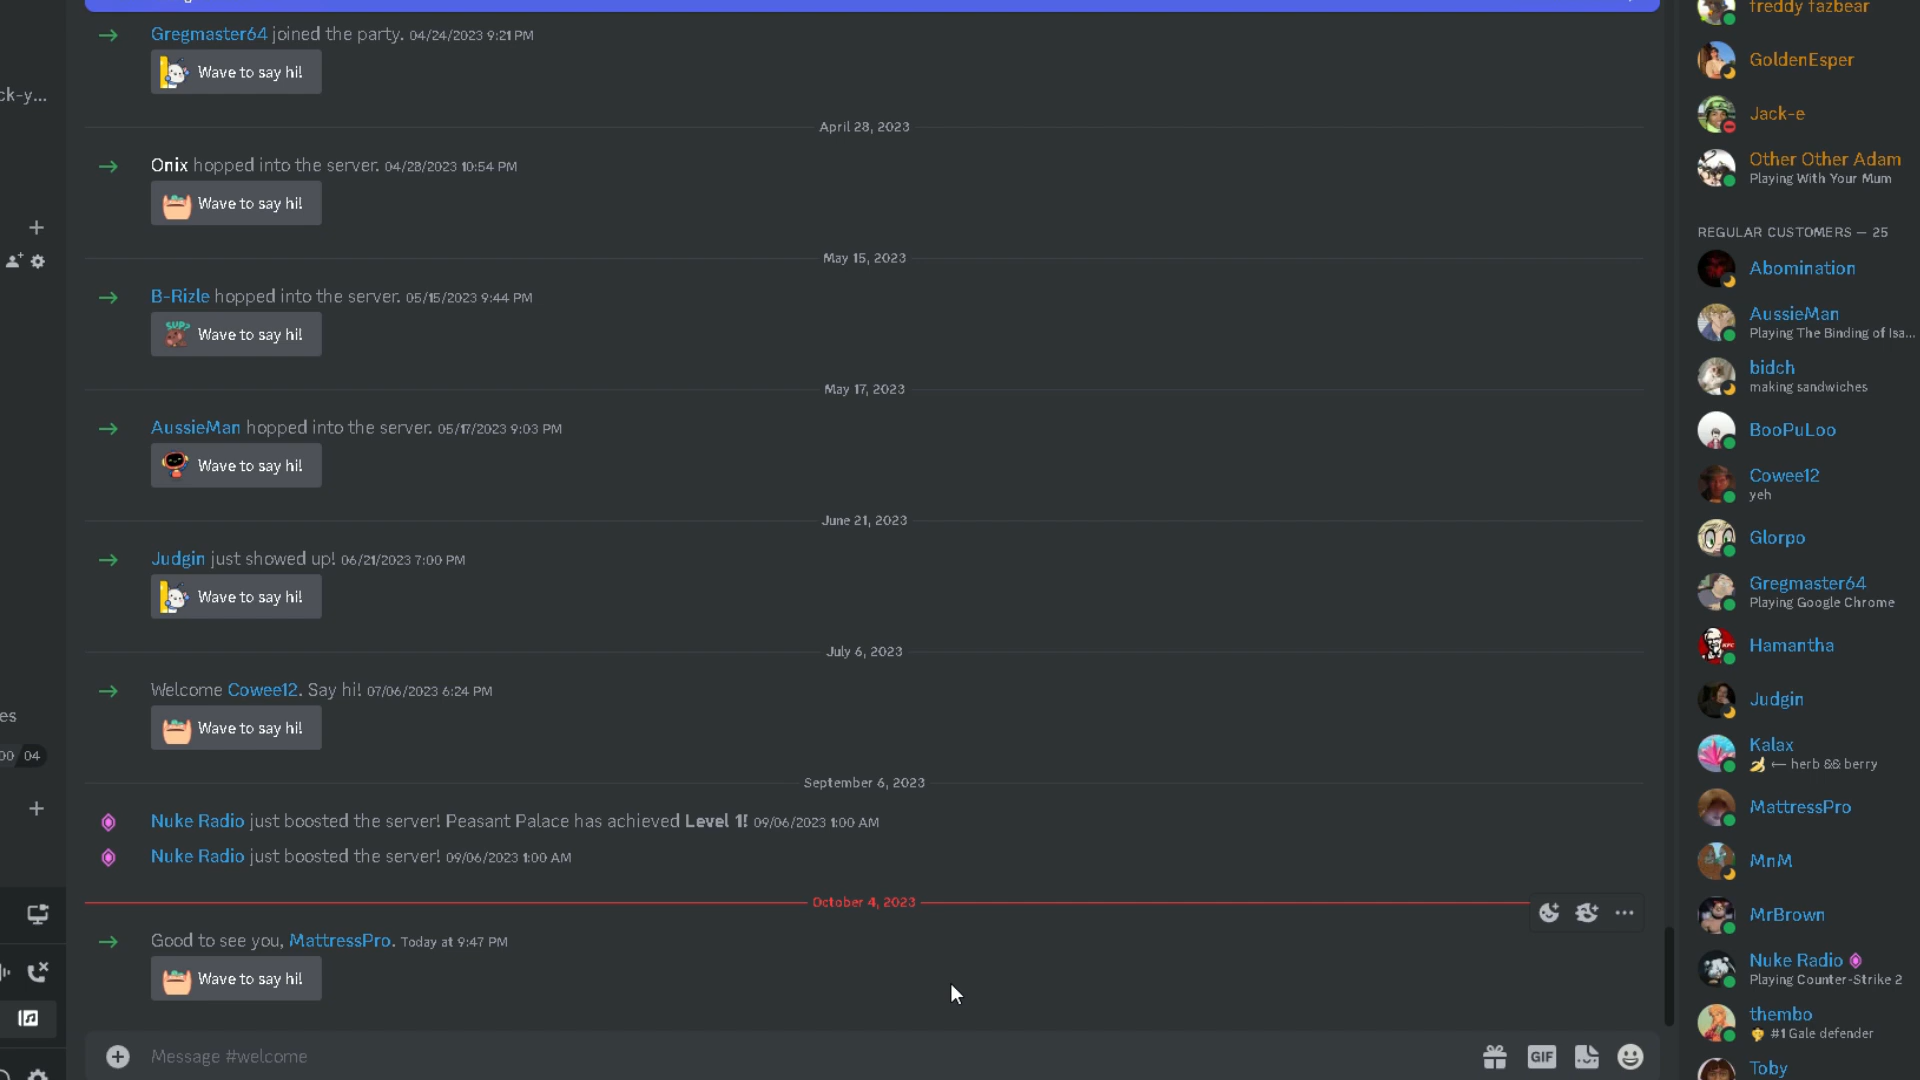 ck-y...
es
00 04
Gregmaster64 joined the party. 04/24/2023 9:21 PM
Wave to say hi!
April 28, 2023
Onix hopped into the server. 04/28/2023 10:54 PM
Wave to say hi!
May 15, 2023
B-Rizle hopped into the server. 05/15/2023 9:44 PM
SUP?
Wave to say hi!
May 17, 2023
AussieMan hopped into the server. 05/17/2023 9:03 PM
Wave to say hi!
June 21, 2023
Judgin just showed up! 06/21/2023 7:00 PM
Wave to say hi!
July 6, 2023
Welcome Cowee12. Say hi! 07/06/2023 6:24 PM
Wave to say hi!
September 6, 2023
Nuke Radio just boosted the server! Peasant Palace has achieved Level 1! 09/06/2023 1:00 AM
Nuke Radio just boosted the server! 09/06/2023 1:00 AM
October 4, 2023
Good to see you, MattressPro. Today at 9:47 PM
Wave to say hi!
Message #welcome
GIF
freddy fazbear
GoldenEsper
Jack-e
Other Other Adam
Playing With Your Mum
REGULAR CUSTOMERS — 25
Abomination
AussieMan
Playing The Binding of Isa...
bidch
making sandwiches
BooPuLoo
Cowee12
yeh
Glorpo
Gregmaster64
Playing Google Chrome
Hamantha
Judgin
Kalax
🍌 ⟵ herb && berry
MattressPro
MnM
MrBrown
Nuke Radio
Playing Counter-Strike 2
thembo
#1 Gale defender
Toby